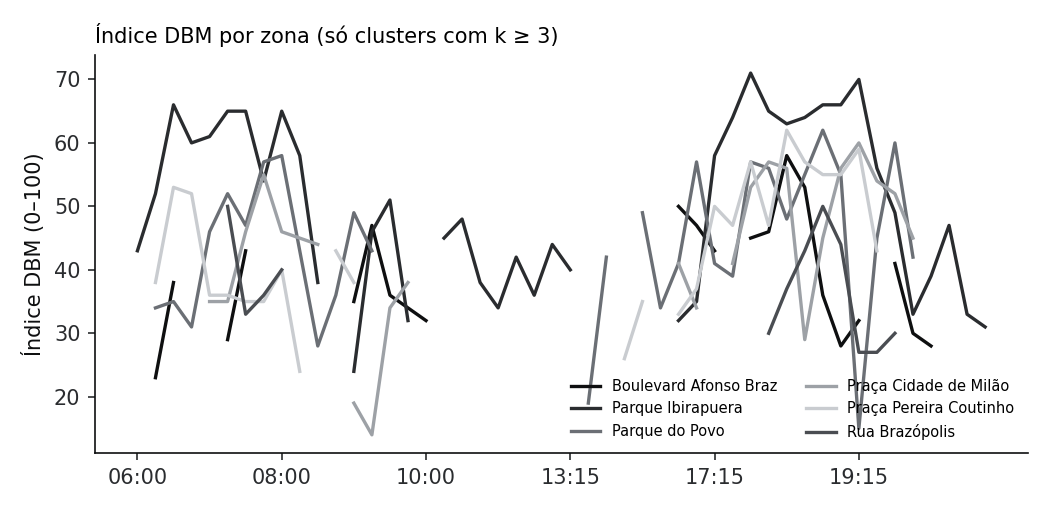 Índice DBM por zona (só clusters com k ≥ 3)
Índice DBM (0–100)
70
60
50
40
30
20
Boulevard Afonso Braz
Parque Ibirapuera
Parque do Povo
Praça Cidade de Milão
Praça Pereira Coutinho
Rua Brazópolis
06:00 08:00 10:00 13:15 17:15 19:15